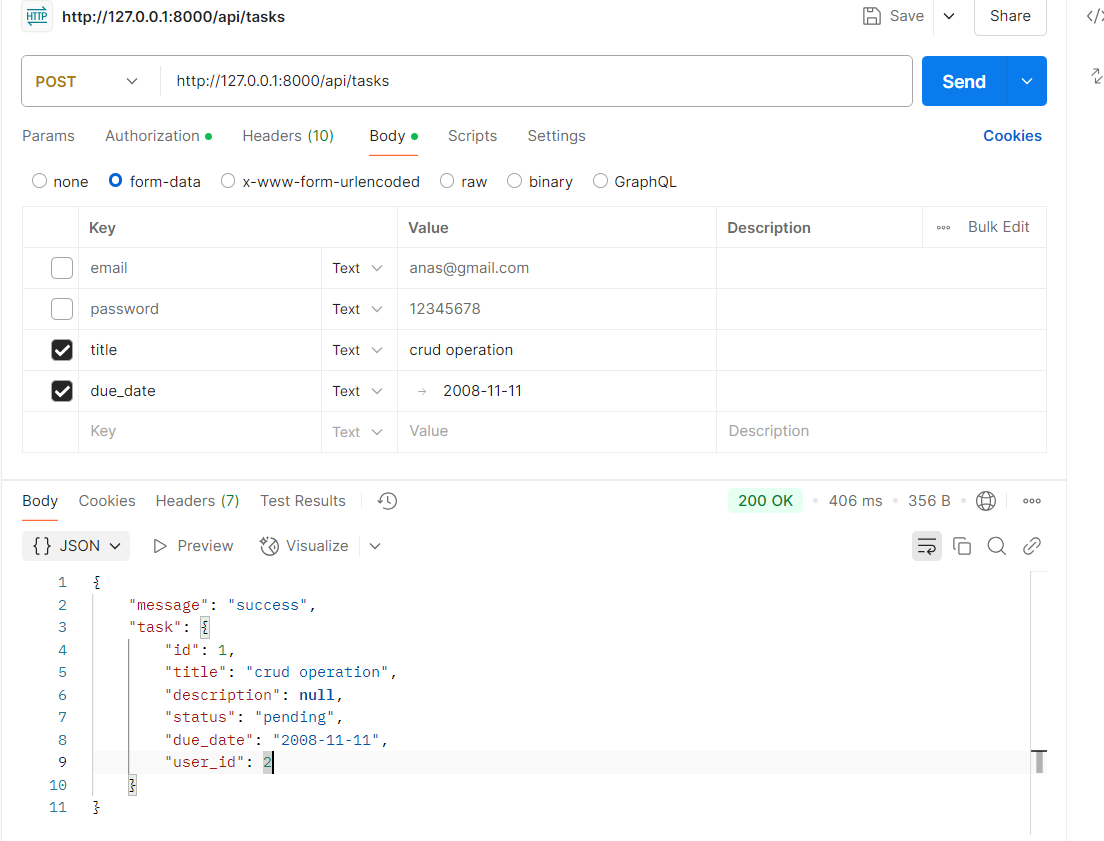 HTTP http://127.0.0.1:8000/api/tasks Save Share </>
POST http://127.0.0.1:8000/api/tasks Send
Params Authorization Headers (10) Body Scripts Settings Cookies
none form-data x-www-form-urlencoded raw binary GraphQL
Key Value Description Bulk Edit
email Text anas@gmail.com
password Text 12345678
title Text crud operation
due_date Text → 2008-11-11
Key Text Value Description
Body Cookies Headers (7) Test Results 200 OK 406 ms 356 B
{} JSON Preview Visualize
1 {
2 "message": "success",
3 "task": {
4 "id": 1,
5 "title": "crud operation",
6 "description": null,
7 "status": "pending",
8 "due_date": "2008-11-11",
9 "user_id": 2
10 }
11 }